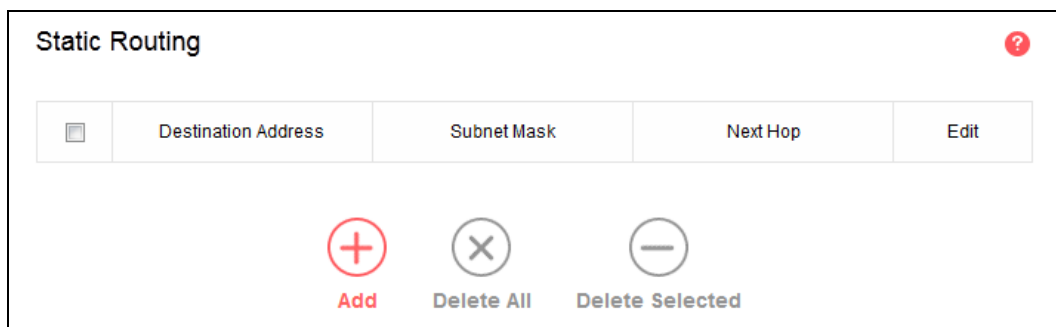 Static Routing ?
Destination Address Subnet Mask Next Hop Edit
Add Delete All Delete Selected